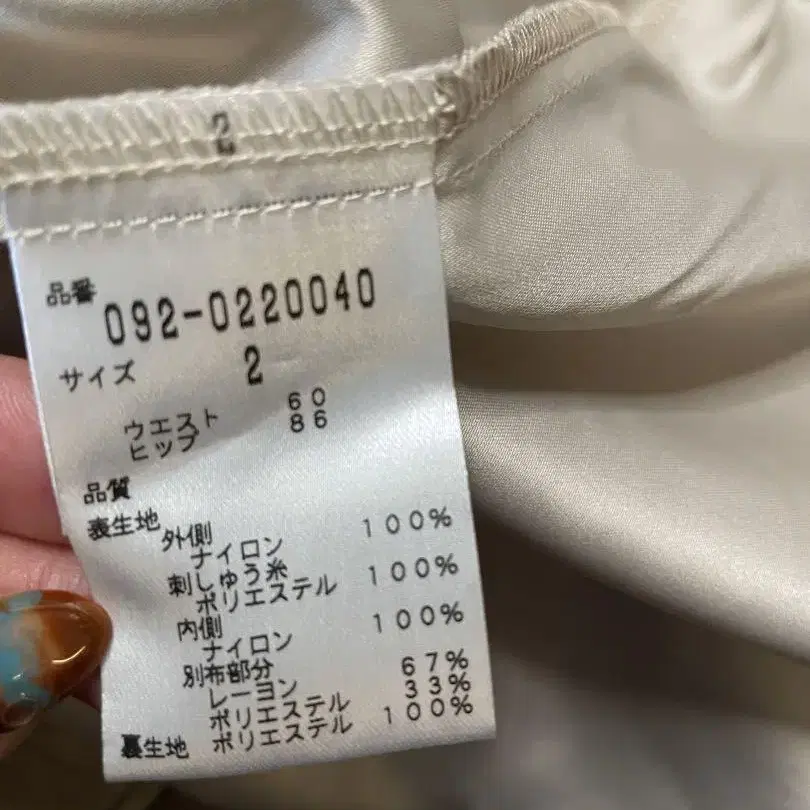 2
品番
092-0220040
サイズ 2
ウエスト 60
ヒップ 86
品質
表生地
外側
ナイロン 100%
刺しゅう糸
ポリエステル 100%
内側
ナイロン 100%
別布部分
レーヨン 67%
ポリエステル 33%
裏生地 ポリエステル 100%